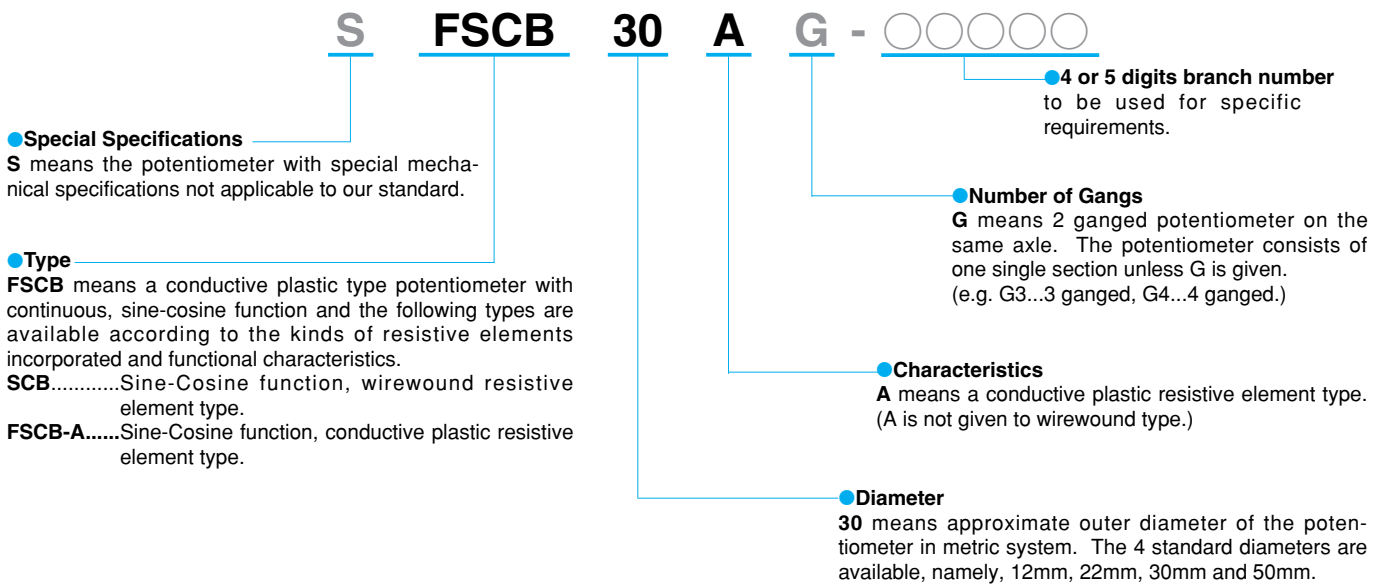 S FSCB 30 A G - ○○○○○
●4 or 5 digits branch number
to be used for specific
requirements.
●Special Specifications
S means the potentiometer with special mecha-
nical specifications not applicable to our standard.
●Number of Gangs
G means 2 ganged potentiometer on the
same axle. The potentiometer consists of
one single section unless G is given.
(e.g. G3...3 ganged, G4...4 ganged.)
●Type
FSCB means a conductive plastic type potentiometer with
continuous, sine-cosine function and the following types are
available according to the kinds of resistive elements
incorporated and functional characteristics.
SCB............Sine-Cosine function, wirewound resistive
element type.
FSCB-A......Sine-Cosine function, conductive plastic resistive
element type.
●Characteristics
A means a conductive plastic resistive element type.
(A is not given to wirewound type.)
●Diameter
30 means approximate outer diameter of the poten-
tiometer in metric system. The 4 standard diameters are
available, namely, 12mm, 22mm, 30mm and 50mm.